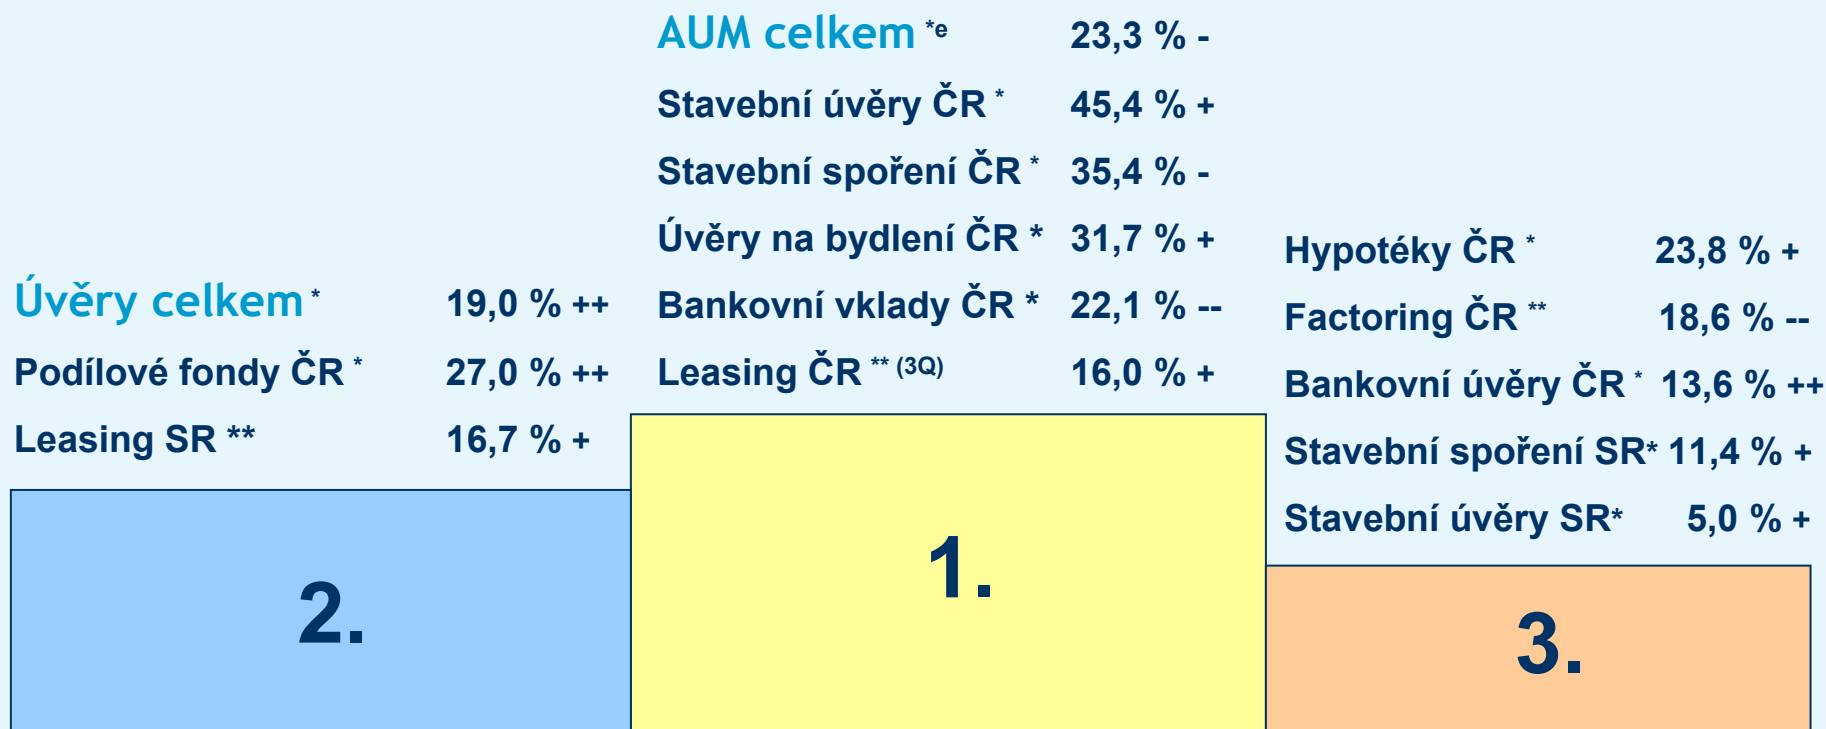 Úvěry celkem * 19,0 % ++
Podílové fondy ČR * 27,0 % ++
Leasing SR ** 16,7 % +
2.
AUM celkem *e 23,3 % -
Stavební úvěry ČR * 45,4 % +
Stavební spoření ČR * 35,4 % -
Úvěry na bydlení ČR * 31,7 % +
Bankovní vklady ČR * 22,1 % --
Leasing ČR ** (3Q) 16,0 % +
1.
Hypotéky ČR * 23,8 % +
Factoring ČR ** 18,6 % --
Bankovní úvěry ČR * 13,6 % ++
Stavební spoření SR* 11,4 % +
Stavební úvěry SR* 5,0 % +
3.